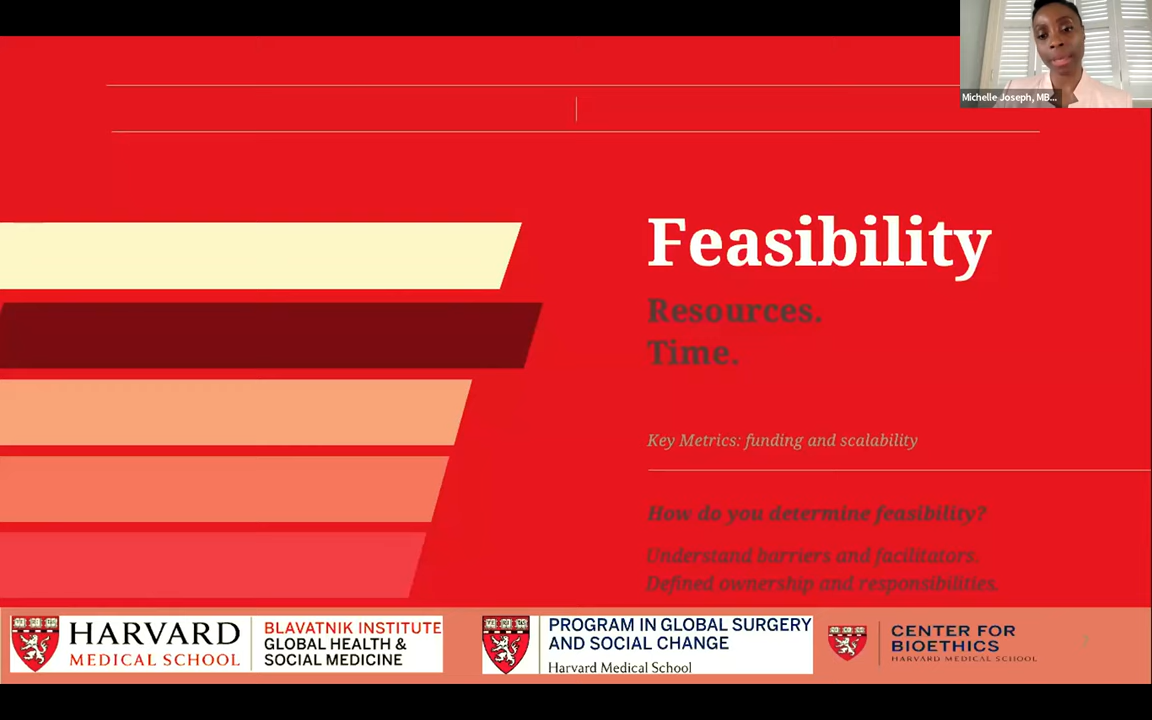 Michelle Joseph, MB...
Feasibility
Resources.
Time.
Key Metrics: funding and scalability
How do you determine feasibility?
Understand barriers and facilitators.
Defined ownership and responsibilities.
HARVARD
MEDICAL SCHOOL
BLAVATNIK INSTITUTE
GLOBAL HEALTH &
SOCIAL MEDICINE
PROGRAM IN GLOBAL SURGERY
AND SOCIAL CHANGE
Harvard Medical School
CENTER FOR
BIOETHICS
HARVARD MEDICAL SCHOOL